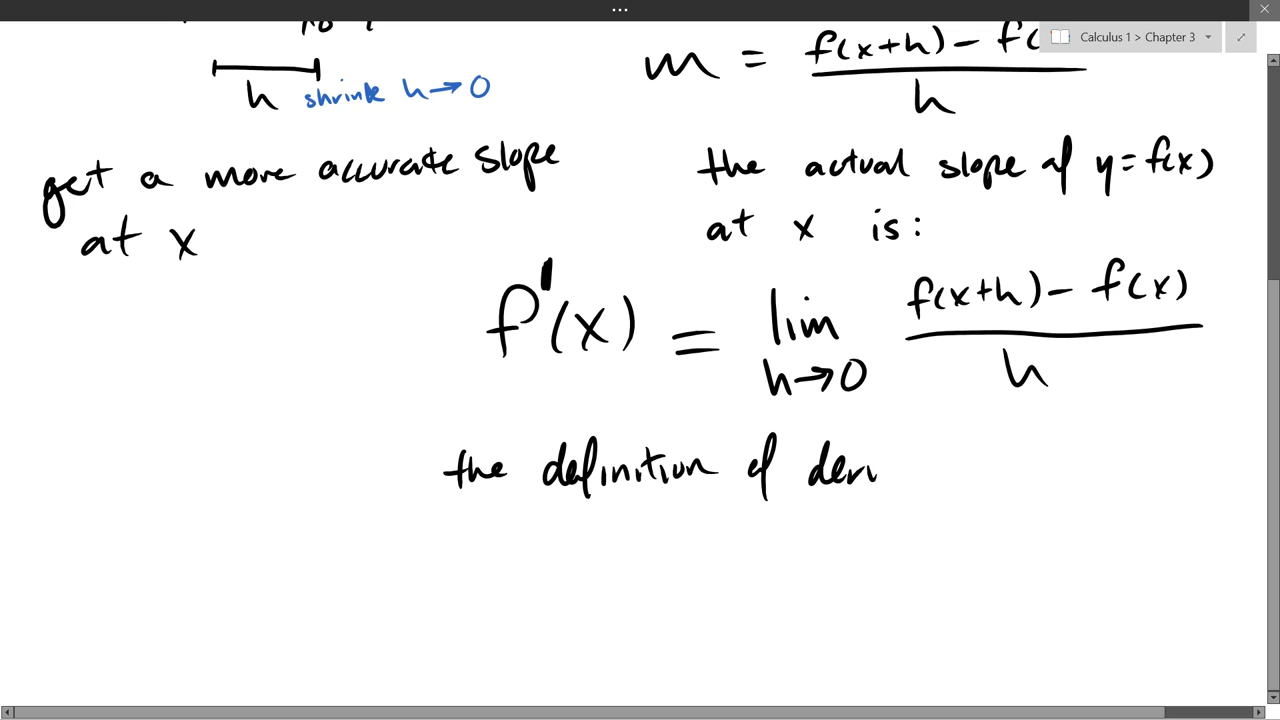 ...
Calculus 1 > Chapter 3
m = f(x+h) - f(
h
h shrink h→0
get a more accurate slope
at x
the actual slope of y=f(x)
at x is:
f'(x) = lim h→0 f(x+h) - f(x)
h
the definition of deri